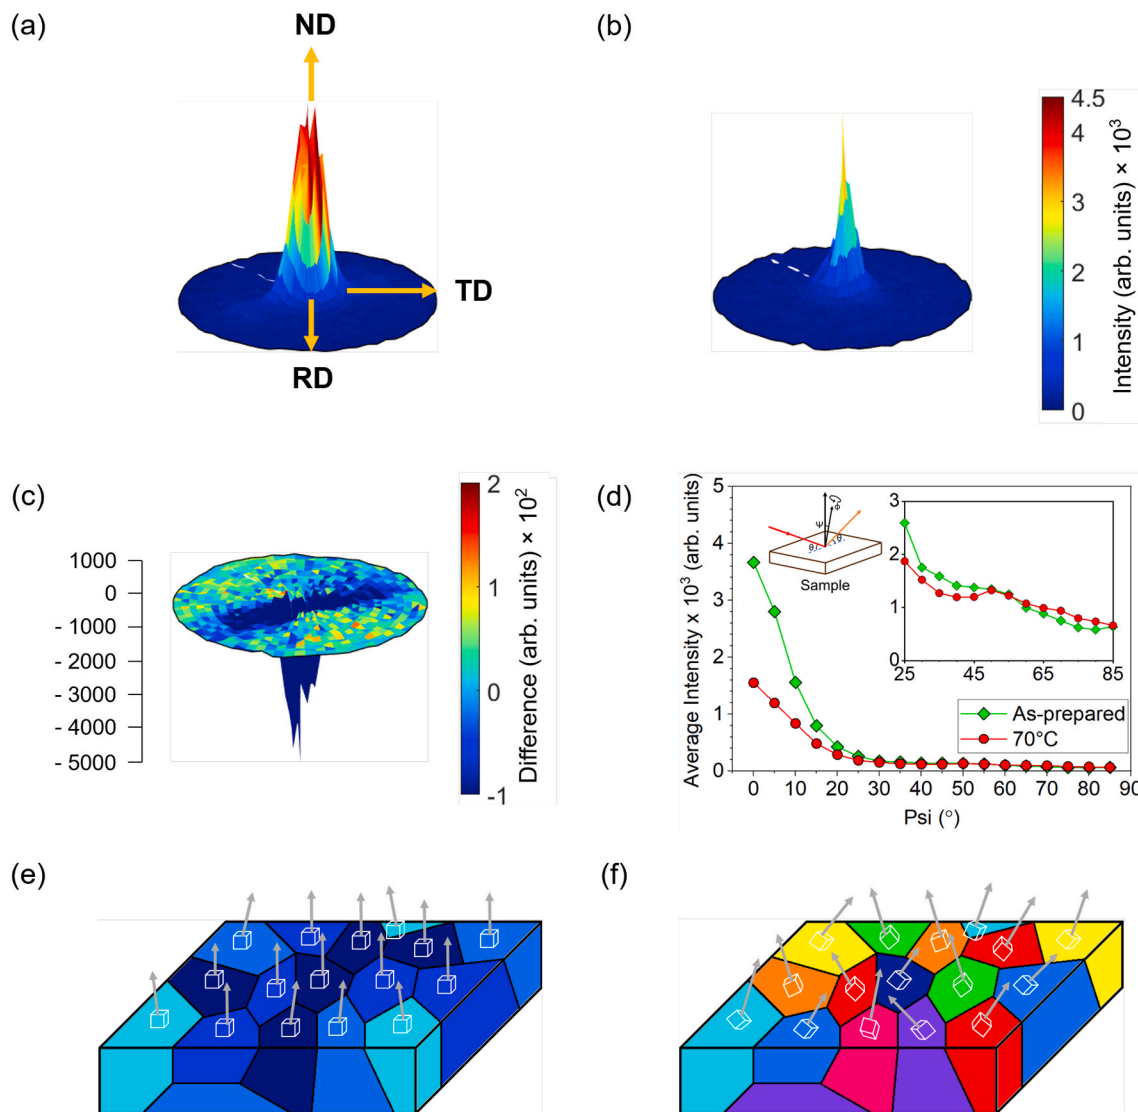 (a)
ND
TD
RD
(b)
4.5
4
3
2
1
0
Intensity (arb. units) × 10³
(c)
1000
0
- 1000
- 2000
- 3000
- 4000
- 5000
2
1
0
-1
Difference (arb. units) × 10²
(d)
5
4
3
2
1
0
Average Intensity x 10³ (arb. units)
0 10 20 30 40 50 60 70 80 90
Psi (°)
Ψ
ϕ
θ
θ
Sample
3
2
1
0
25 45 65 85
As-prepared
70°C
(e)
(f)